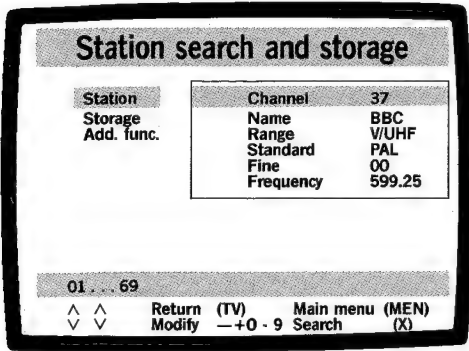 Station search and storage
Station
Storage
Add. func.
Channel 37
Name BBC
Range V/UHF
Standard PAL
Fine 00
Frequency 599.25
01 . . . 69
∧ ∧ Return (TV) Main menu (MEN)
∨ ∨ Modify —+0 - 9 Search (X)